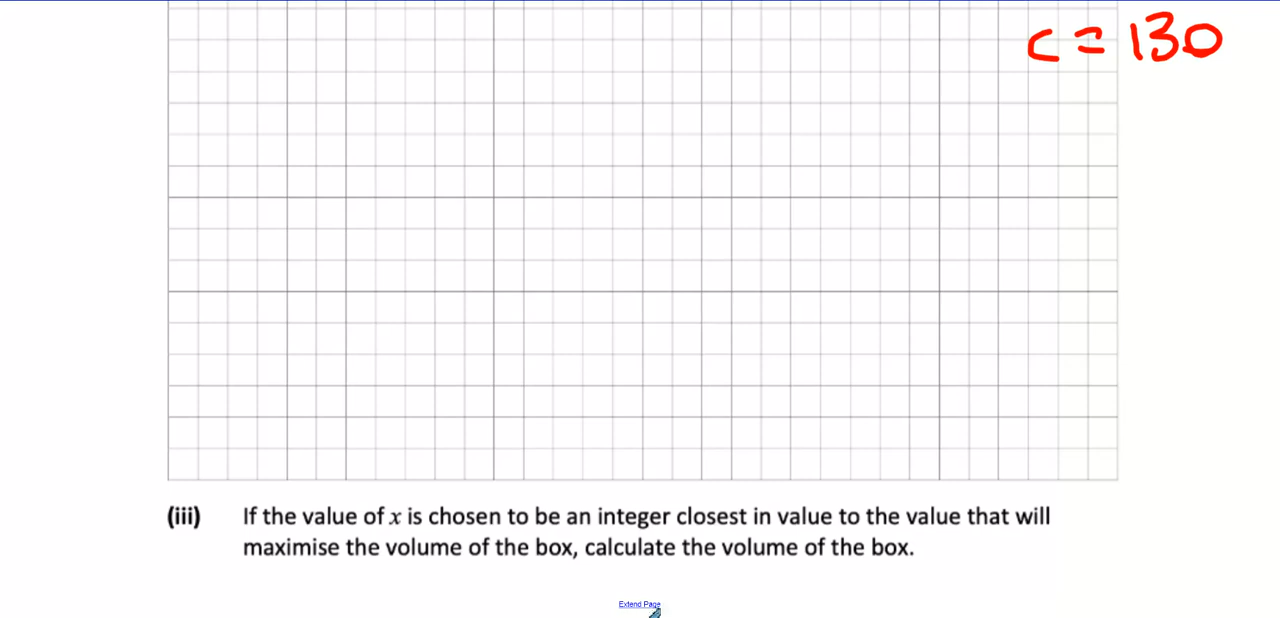 c = 130
(iii) If the value of x is chosen to be an integer closest in value to the value that will
maximise the volume of the box, calculate the volume of the box.
Extend Page